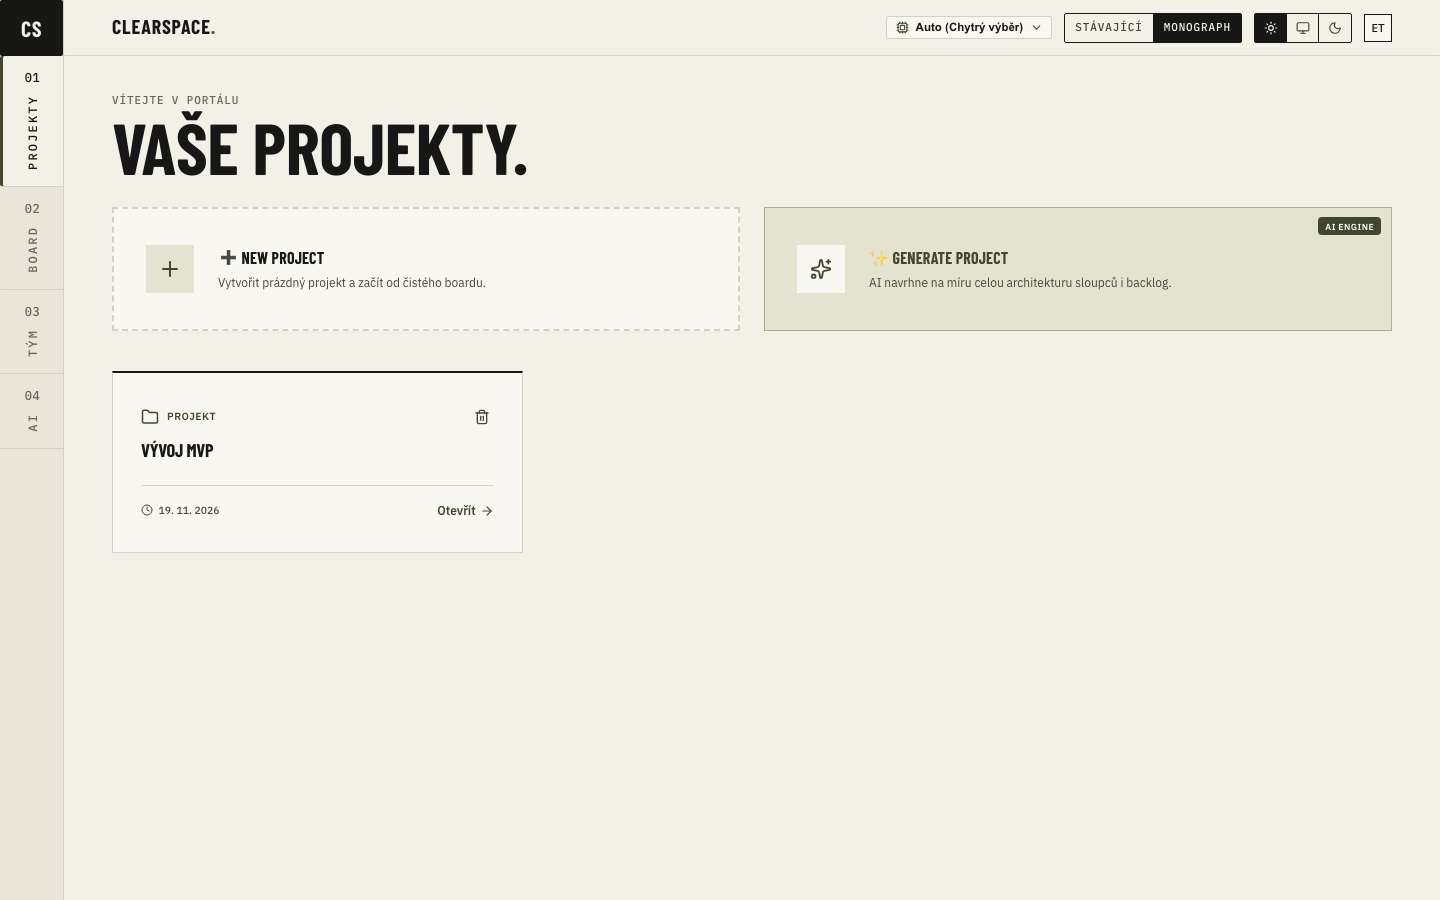 CS
CLEARSPACE.
Auto (Chytrý výběr)
STÁVAJÍCÍ
MONOGRAPH
ET
01
PROJEKTY
02
BOARD
03
TÝM
04
AI
VÍTEJTE V PORTÁLU
VAŠE PROJEKTY.
➕ NEW PROJECT
Vytvořit prázdný projekt a začít od čistého boardu.
AI ENGINE
✨ GENERATE PROJECT
AI navrhne na míru celou architekturu sloupců i backlog.
PROJEKT
VÝVOJ MVP
19. 11. 2026
Otevřít →